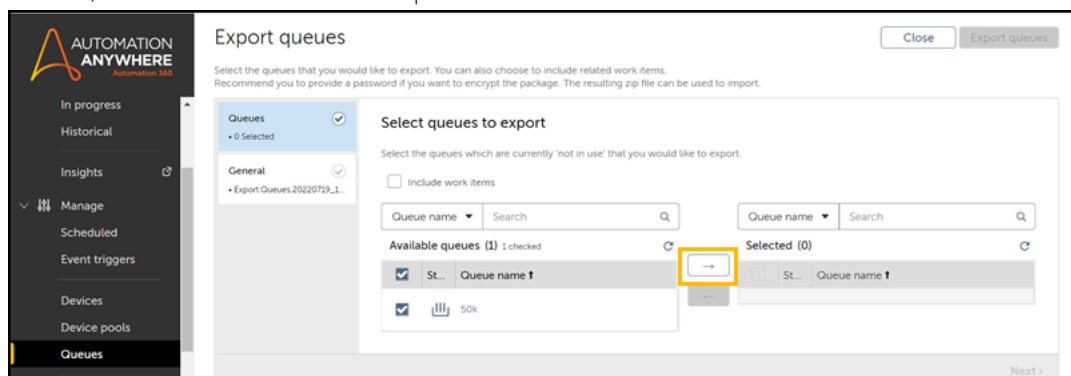 AUTOMATION
ANYWHERE
Automation 360
In progress
Historical
Insights
Manage
Scheduled
Event triggers
Devices
Device pools
Queues
Export queues
Close
Export queues
Select the queues that you would like to export. You can also choose to include related work items.
Recommend you to provide a password if you want to encrypt the package. The resulting zip file can be used to import.
Queues
• 0 Selected
General
• Export.Queues.20220719_1...
Select queues to export
Select the queues which are currently 'not in use' that you would like to export.
Include work items
Queue name ▼ Search
Available queues (1) 1 checked
St... Queue name ↑
50k
→
←
Queue name ▼ Search
Selected (0)
St... Queue name ↑
Next >